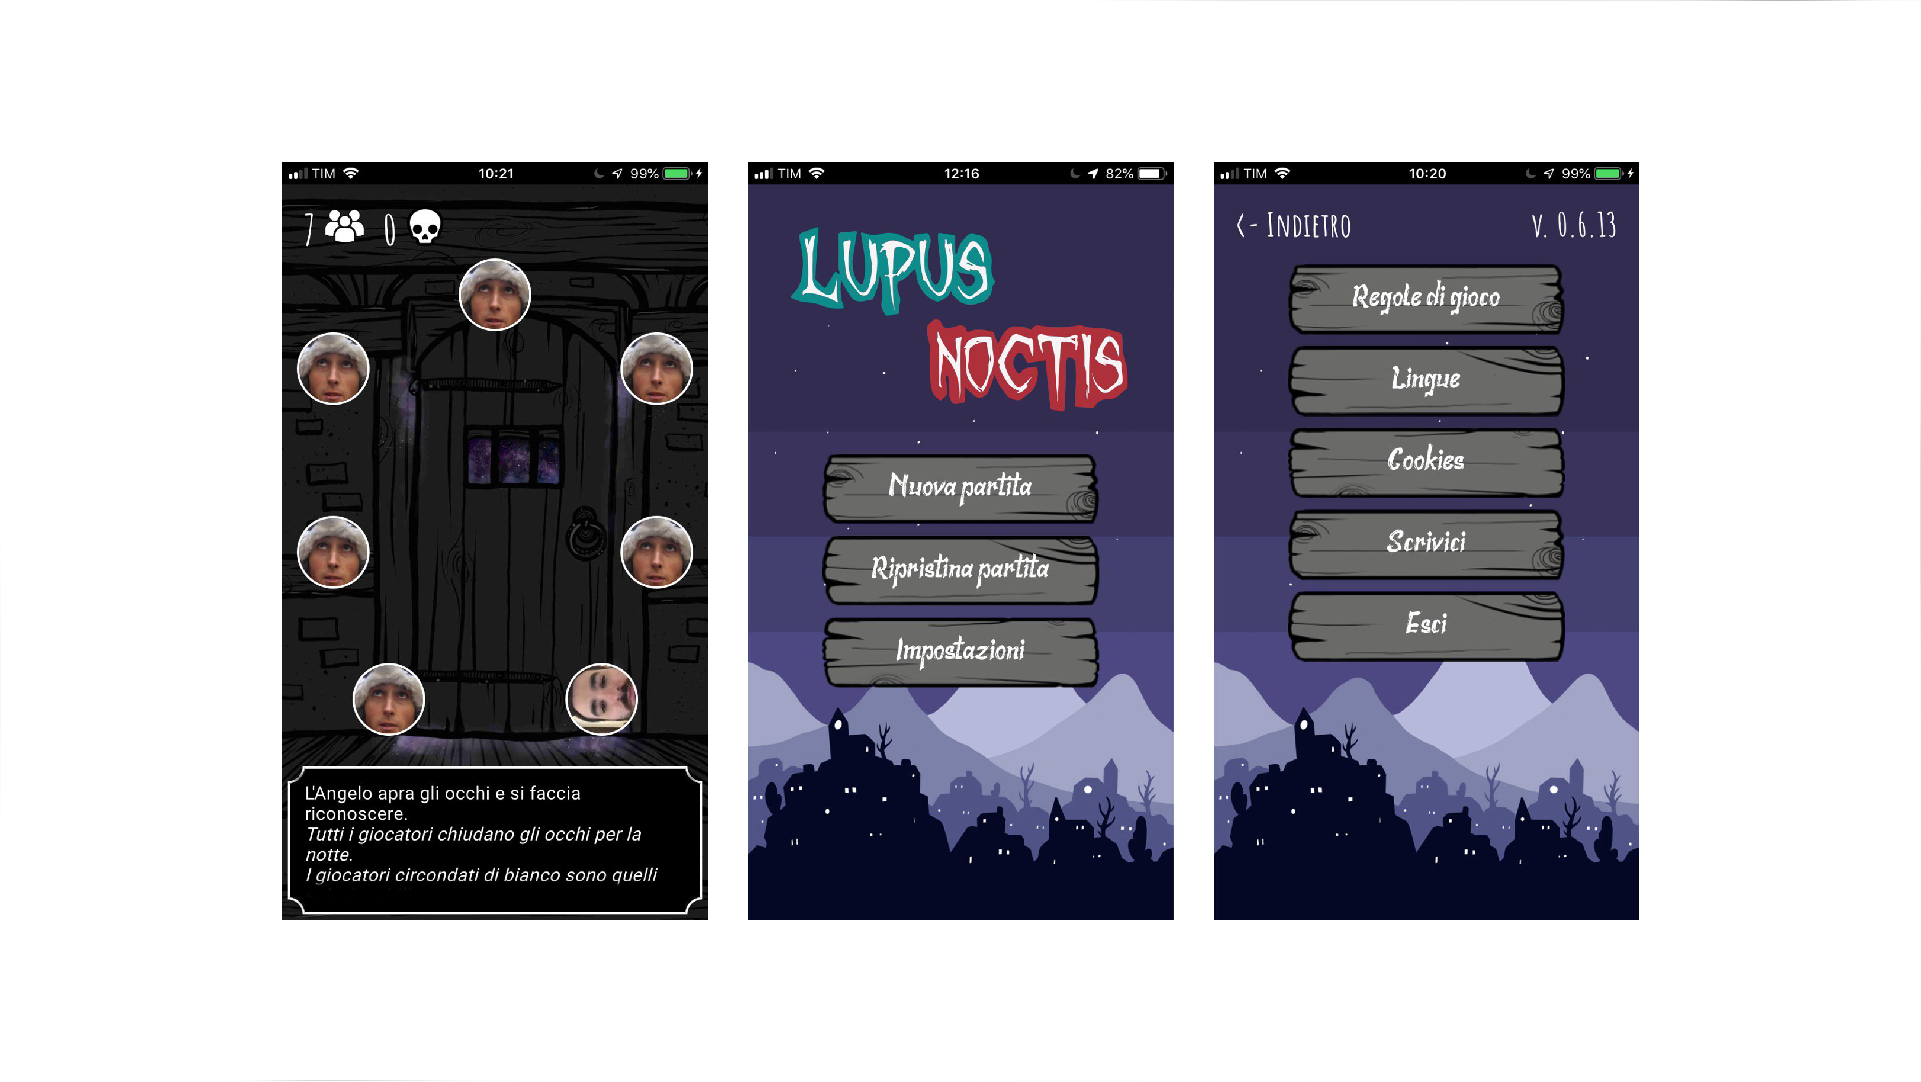 TIM 10:21 99%
7 0
L'Angelo apra gli occhi e si faccia
riconoscere.
Tutti i giocatori chiudano gli occhi per la
notte.
I giocatori circondati di bianco sono quelli
TIM 12:16 82%
LUPUS
NOCTIS
Nuova partita
Ripristina partita
Impostazioni
TIM 10:20 99%
<- INDIETRO v. 0.6.13
Regole di gioco
Lingue
Cookies
Scrivici
Esci